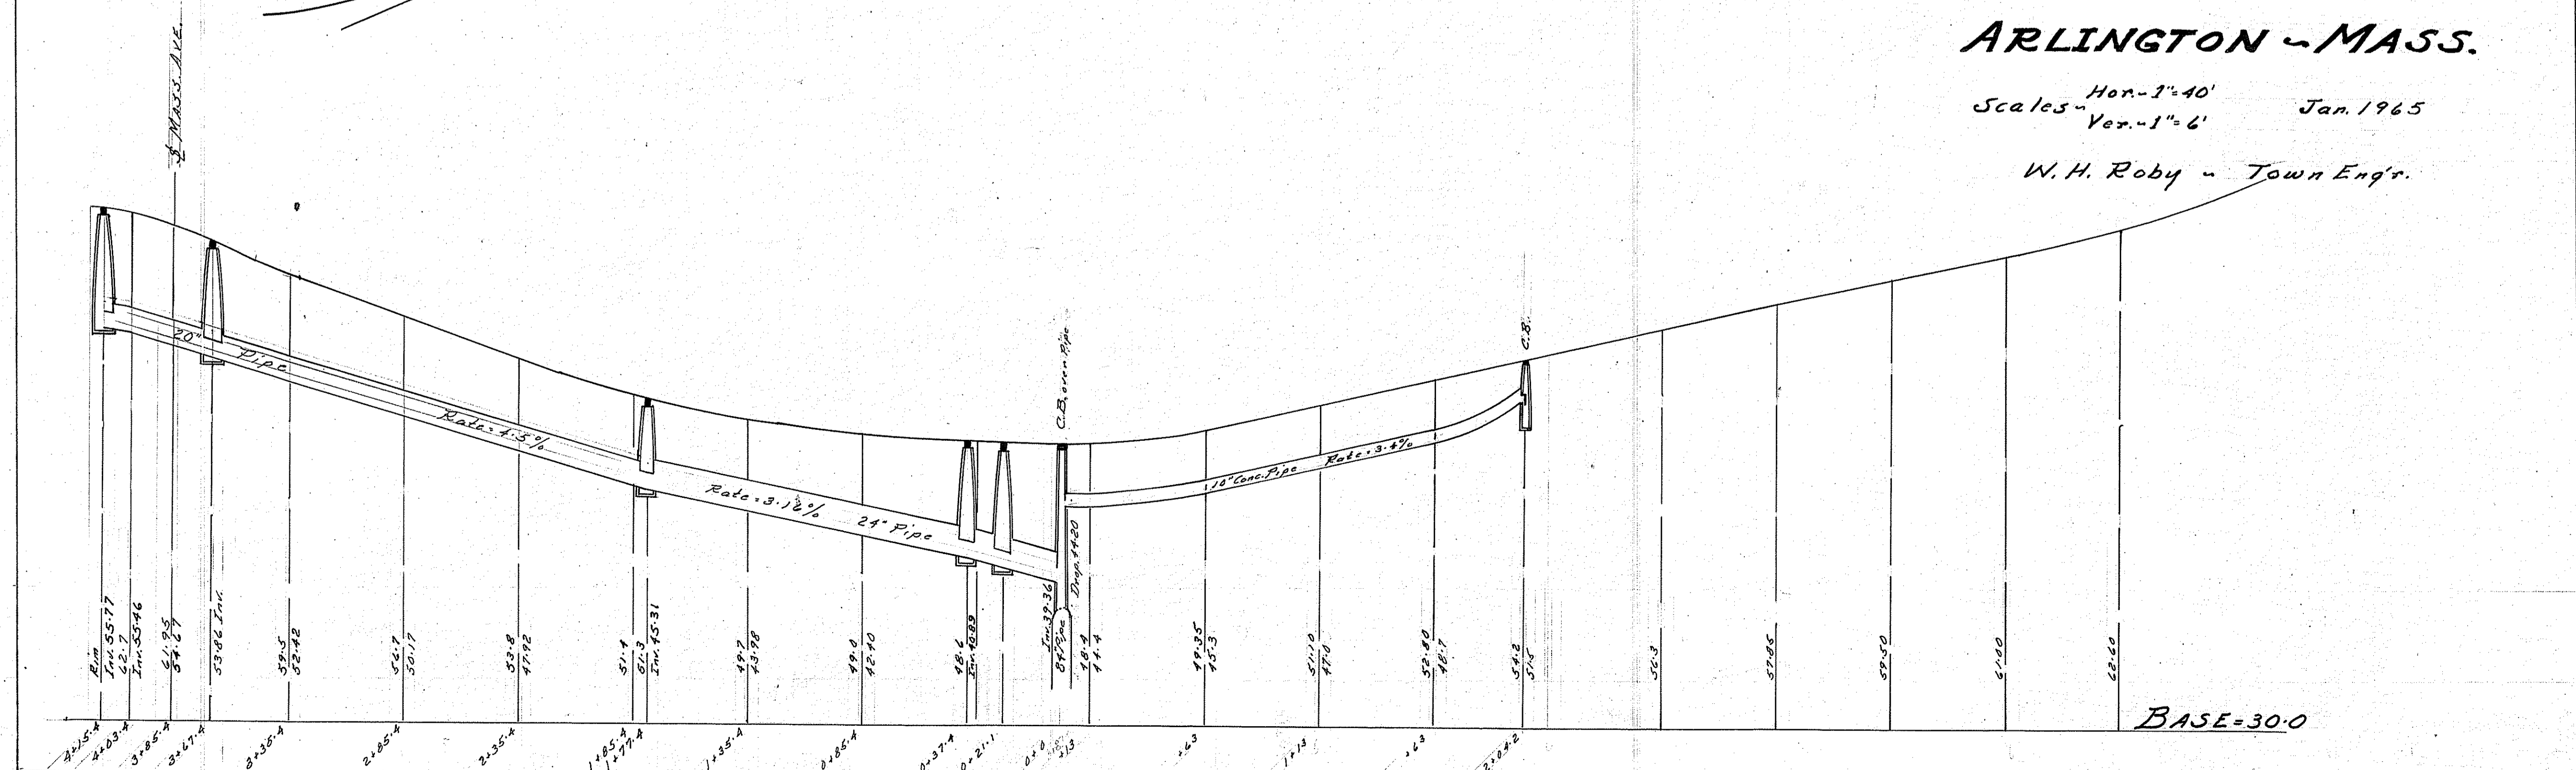 ARLINGTON ~ MASS.
Scales ~ Hor. ~ 1" = 40'
Ver. ~ 1" = 6'
Jan. 1965
W. H. Roby ~ Town Eng'r.
℄ MASS. AVE.
20" Pipe
Rate = 4.5%
Rate = 3.16%
24" Pipe
C.B. over Pipe
10" Conc. Pipe Rate = 3.4%
C.B.
Drop. 44.20
Inv. 39.36
84" Pipe
Rim
Inv. 55.77
62.7
Inv. 55.46
61.95
54.67
53.86 Inv.
59.5
52.42
56.7
50.17
53.8
47.92
51.4
51.3
Inv. 45.31
49.7
43.98
49.0
42.40
48.6
Inv. 40.89
48.4
44.4
49.35
45.3
51.10
47.0
52.80
48.7
54.2
51.5
56.3
57.85
59.50
61.00
62.60
BASE = 30.0
4+15.4
4+03.4
3+85.4
3+67.4
3+35.4
2+85.4
2+35.4
1+85.4
1+77.4
1+35.4
0+85.4
0+37.4
0+21.1
0+0
+13
+63
1+13
+63
2+04.2